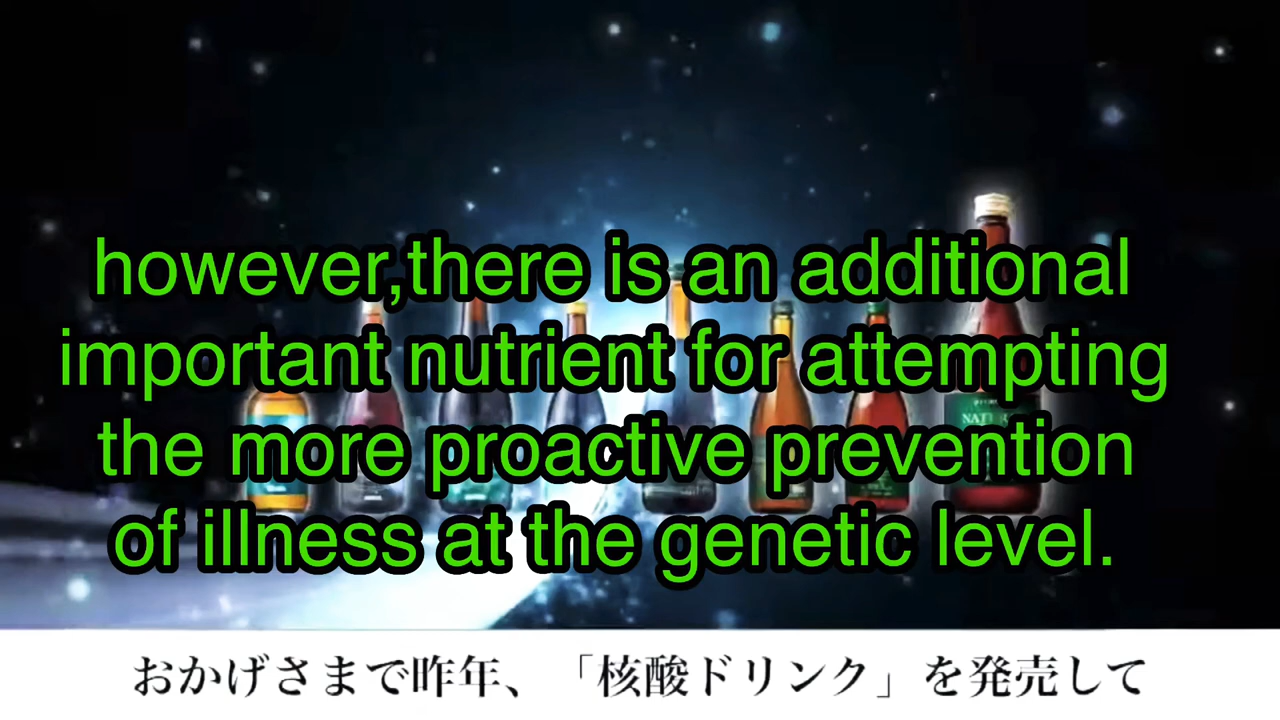 however,there is an additional
important nutrient for attempting
the more proactive prevention
of illness at the genetic level.
おかげさまで昨年、「核酸ドリンク」を発売して